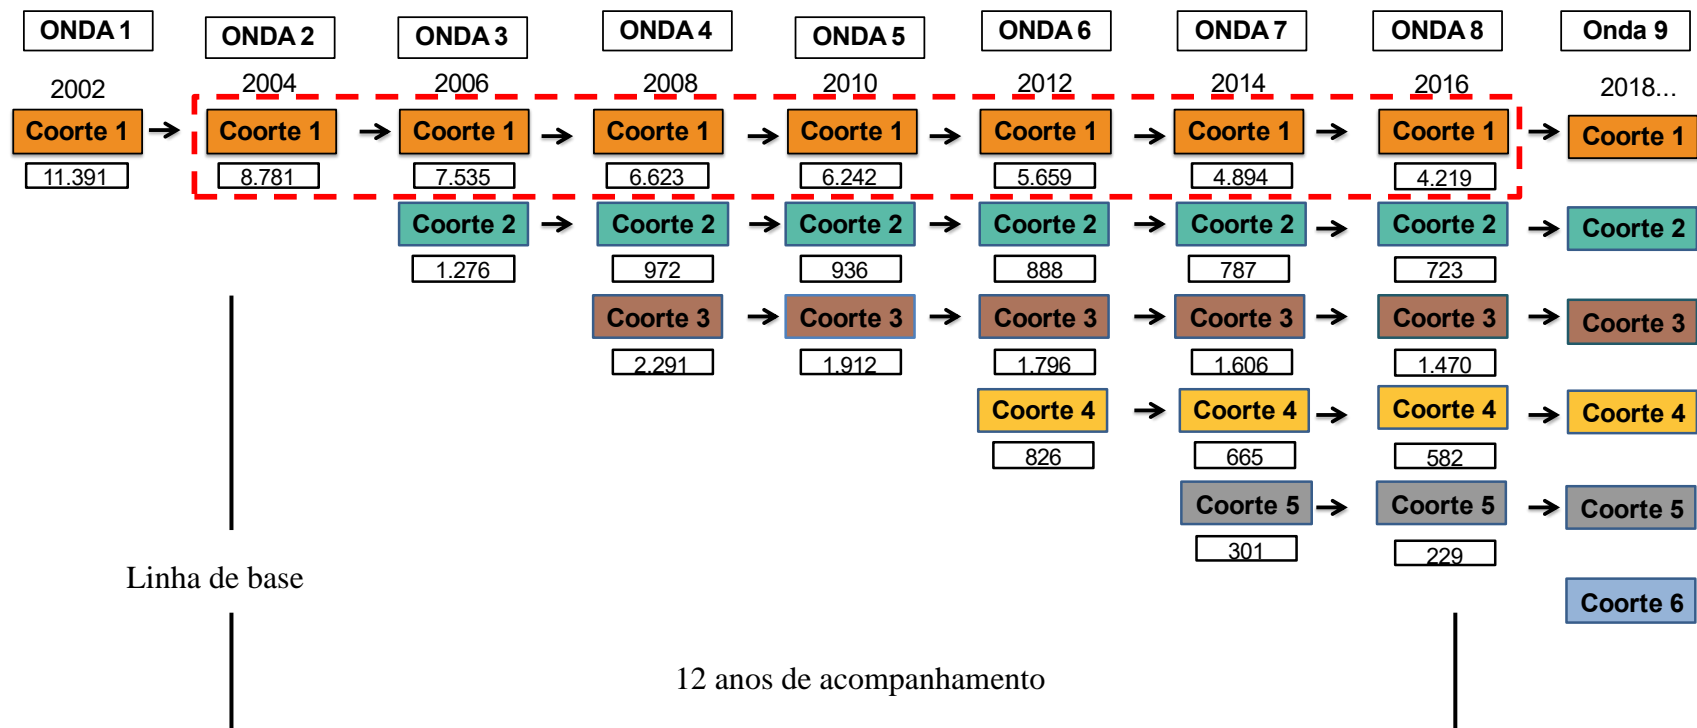 ONDA 1 ONDA 2 ONDA 3 ONDA 4 ONDA 5 ONDA 6 ONDA 7 ONDA 8 Onda 9
2002 2004 2006 2008 2010 2012 2014 2016 2018...
Coorte 1 Coorte 1 Coorte 1 Coorte 1 Coorte 1 Coorte 1 Coorte 1 Coorte 1 Coorte 1
11.391 8.781 7.535 6.623 6.242 5.659 4.894 4.219
Coorte 2 Coorte 2 Coorte 2 Coorte 2 Coorte 2 Coorte 2 Coorte 2
1.276 972 936 888 787 723
Coorte 3 Coorte 3 Coorte 3 Coorte 3 Coorte 3 Coorte 3
2.291 1.912 1.796 1.606 1.470
Coorte 4 Coorte 4 Coorte 4 Coorte 4
826 665 582
Coorte 5 Coorte 5 Coorte 5
301 229
Linha de base
Coorte 6
12 anos de acompanhamento